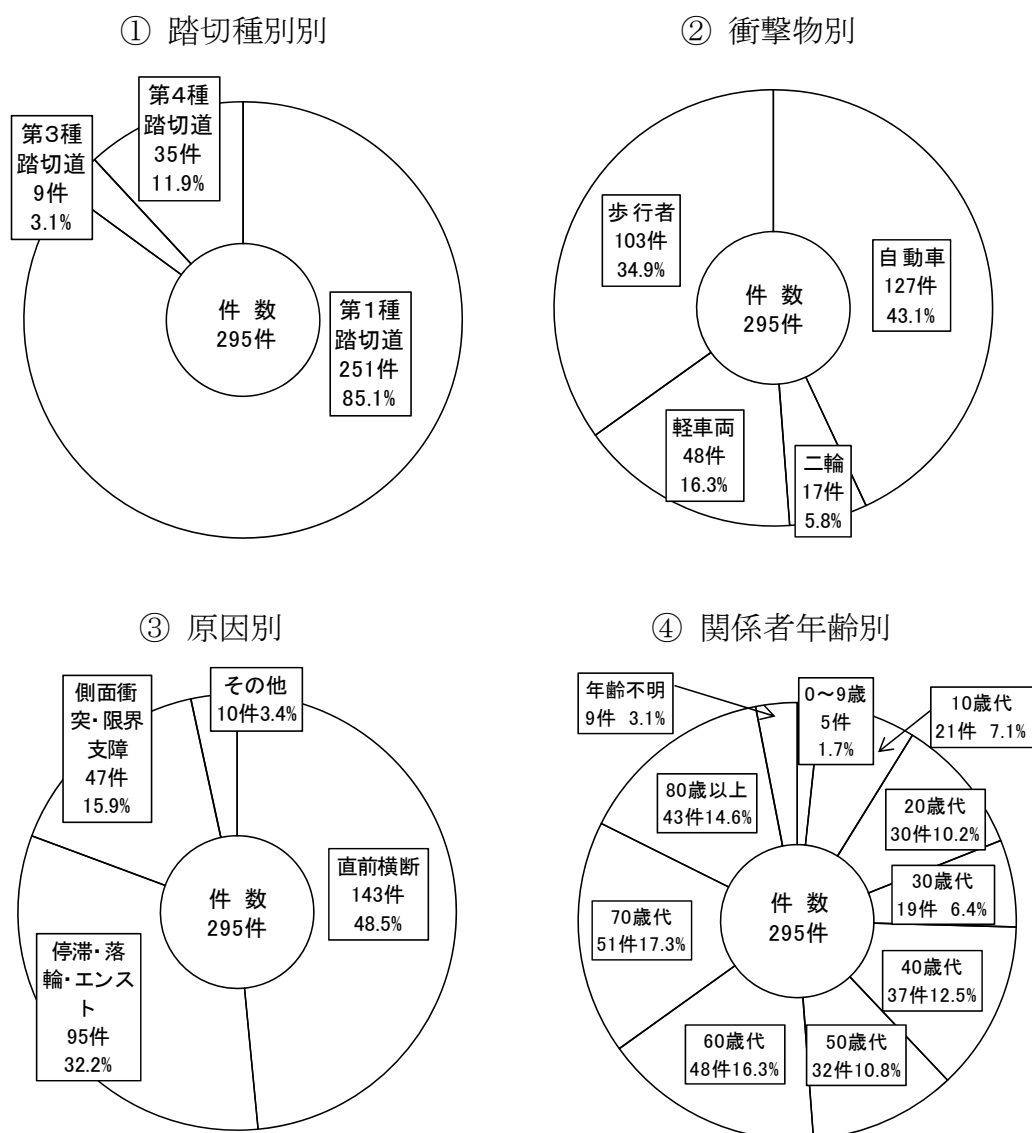 ① 踏切種別別
第4種
踏切道
35件
11.9%
第3種
踏切道
9件
3.1%
件 数
295件
第1種
踏切道
251件
85.1%
② 衝撃物別
歩行者
103件
34.9%
自動車
127件
43.1%
件 数
295件
軽車両
48件
16.3%
二輪
17件
5.8%
③ 原因別
側面衝
突・限界
支障
47件
15.9%
その他
10件3.4%
件 数
295件
直前横断
143件
48.5%
停滞・落
輪・エンス
ト
95件
32.2%
④ 関係者年齢別
年齢不明
9件 3.1%
0～9歳
5件
1.7%
10歳代
21件 7.1%
80歳以上
43件14.6%
20歳代
30件10.2%
30歳代
19件 6.4%
70歳代
51件17.3%
件 数
295件
40歳代
37件12.5%
60歳代
48件16.3%
50歳代
32件10.8%